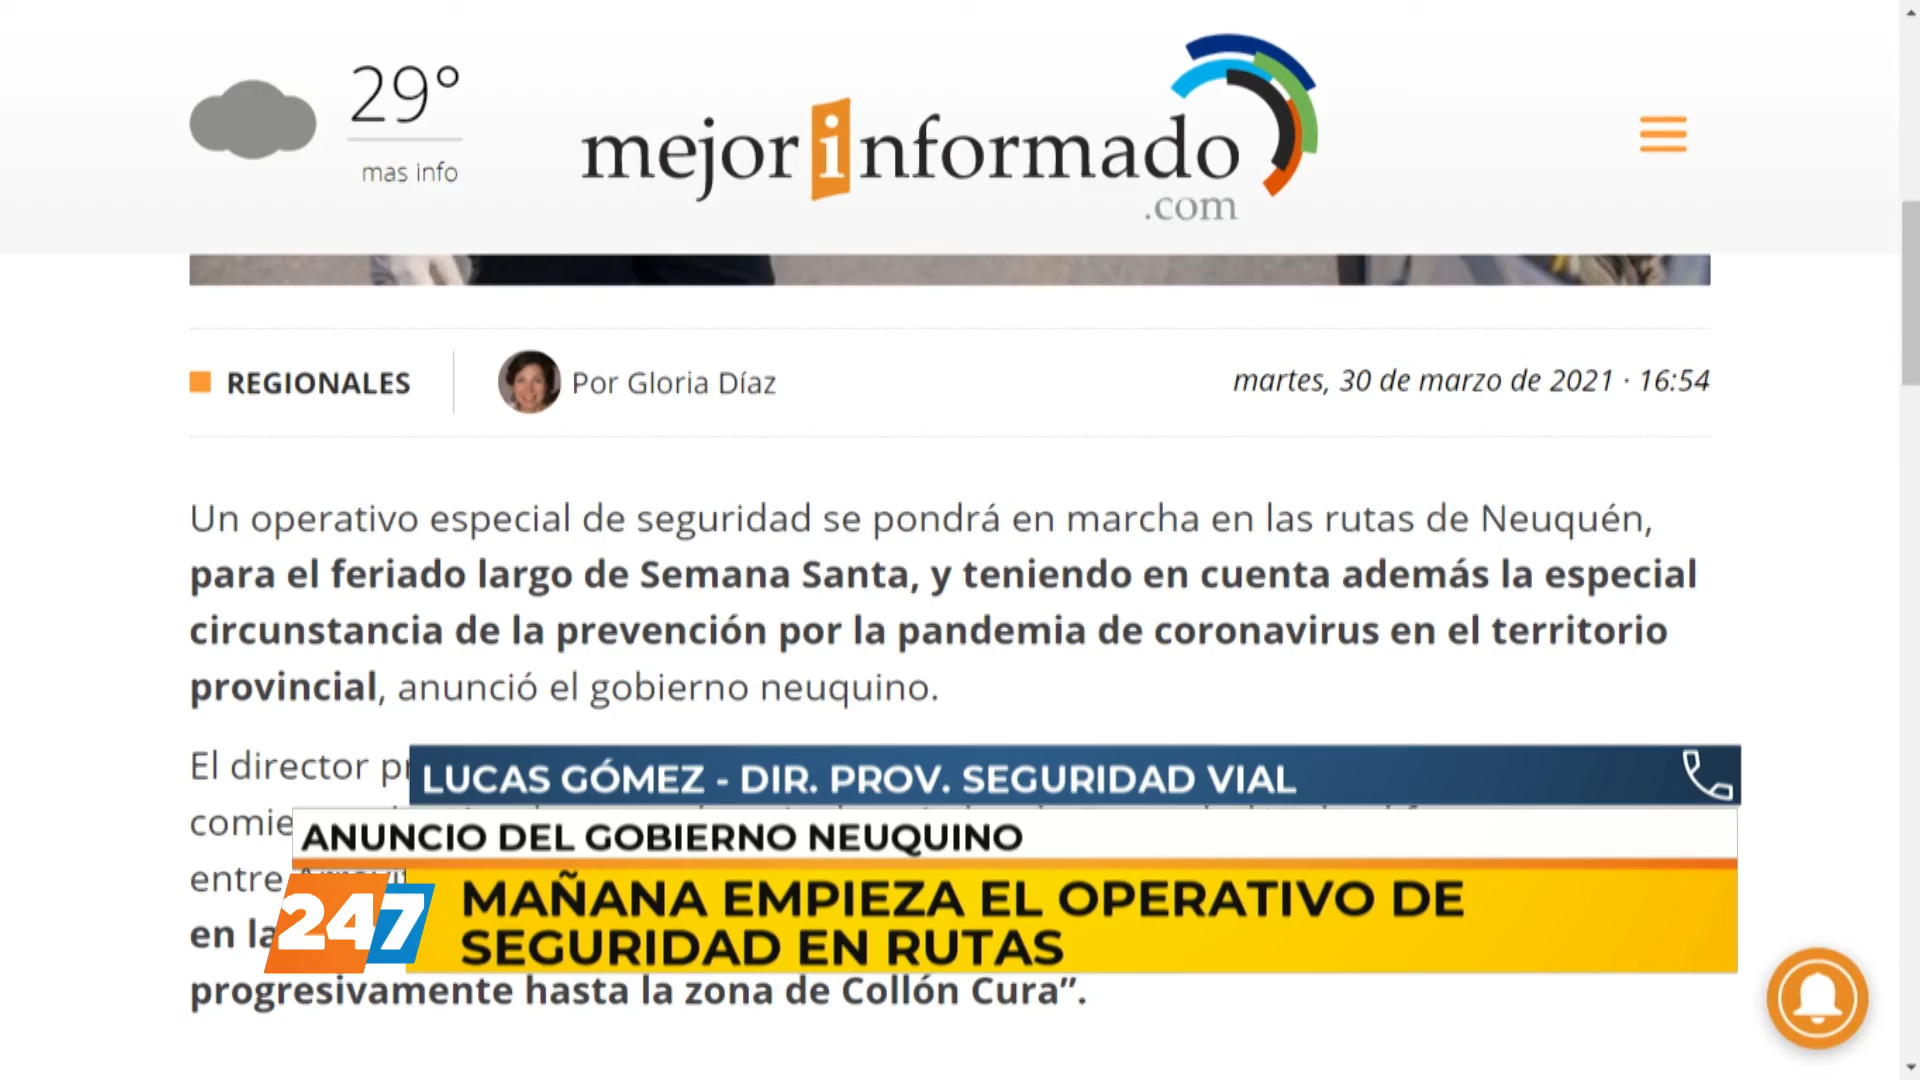 29°
mas info
mejorinformado
.com
REGIONALES
Por Gloria Díaz
martes, 30 de marzo de 2021 · 16:54
Un operativo especial de seguridad se pondrá en marcha en las rutas de Neuquén,
para el feriado largo de Semana Santa, y teniendo en cuenta además la especial
circunstancia de la prevención por la pandemia de coronavirus en el territorio
provincial, anunció el gobierno neuquino.
El director
LUCAS GÓMEZ - DIR. PROV. SEGURIDAD VIAL
ANUNCIO DEL GOBIERNO NEUQUINO
entre
247
MAÑANA EMPIEZA EL OPERATIVO DE
SEGURIDAD EN RUTAS
en
progresivamente hasta la zona de Collón Cura”.